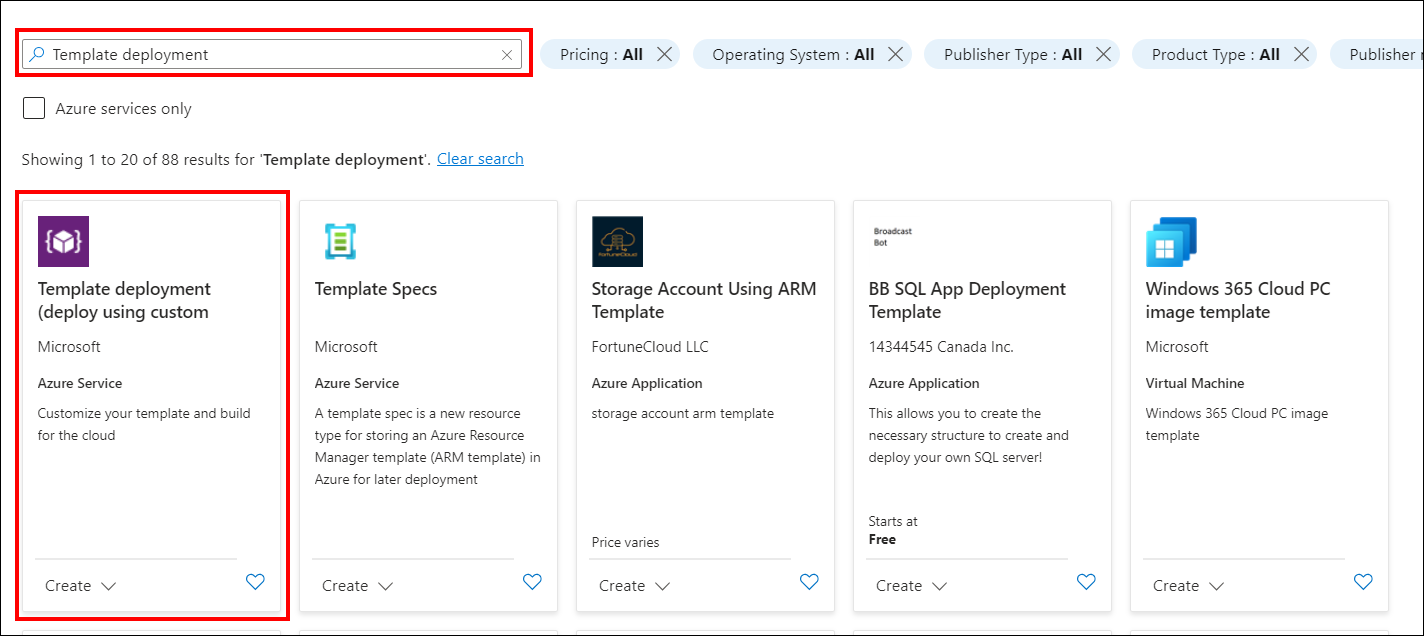 Template deployment
Pricing : All
Operating System : All
Publisher Type : All
Product Type : All
Publisher
Azure services only
Showing 1 to 20 of 88 results for 'Template deployment'. Clear search
Template deployment
(deploy using custom
Microsoft
Azure Service
Customize your template and build
for the cloud
Create
Template Specs
Microsoft
Azure Service
A template spec is a new resource
type for storing an Azure Resource
Manager template (ARM template) in
Azure for later deployment
Create
FortuneCloud
Storage Account Using ARM
Template
FortuneCloud LLC
Azure Application
storage account arm template
Price varies
Create
Broadcast
Bot
BB SQL App Deployment
Template
14344545 Canada Inc.
Azure Application
This allows you to create the
necessary structure to create and
deploy your own SQL server!
Starts at
Free
Create
Windows 365 Cloud PC
image template
Microsoft
Virtual Machine
Windows 365 Cloud PC image
template
Create